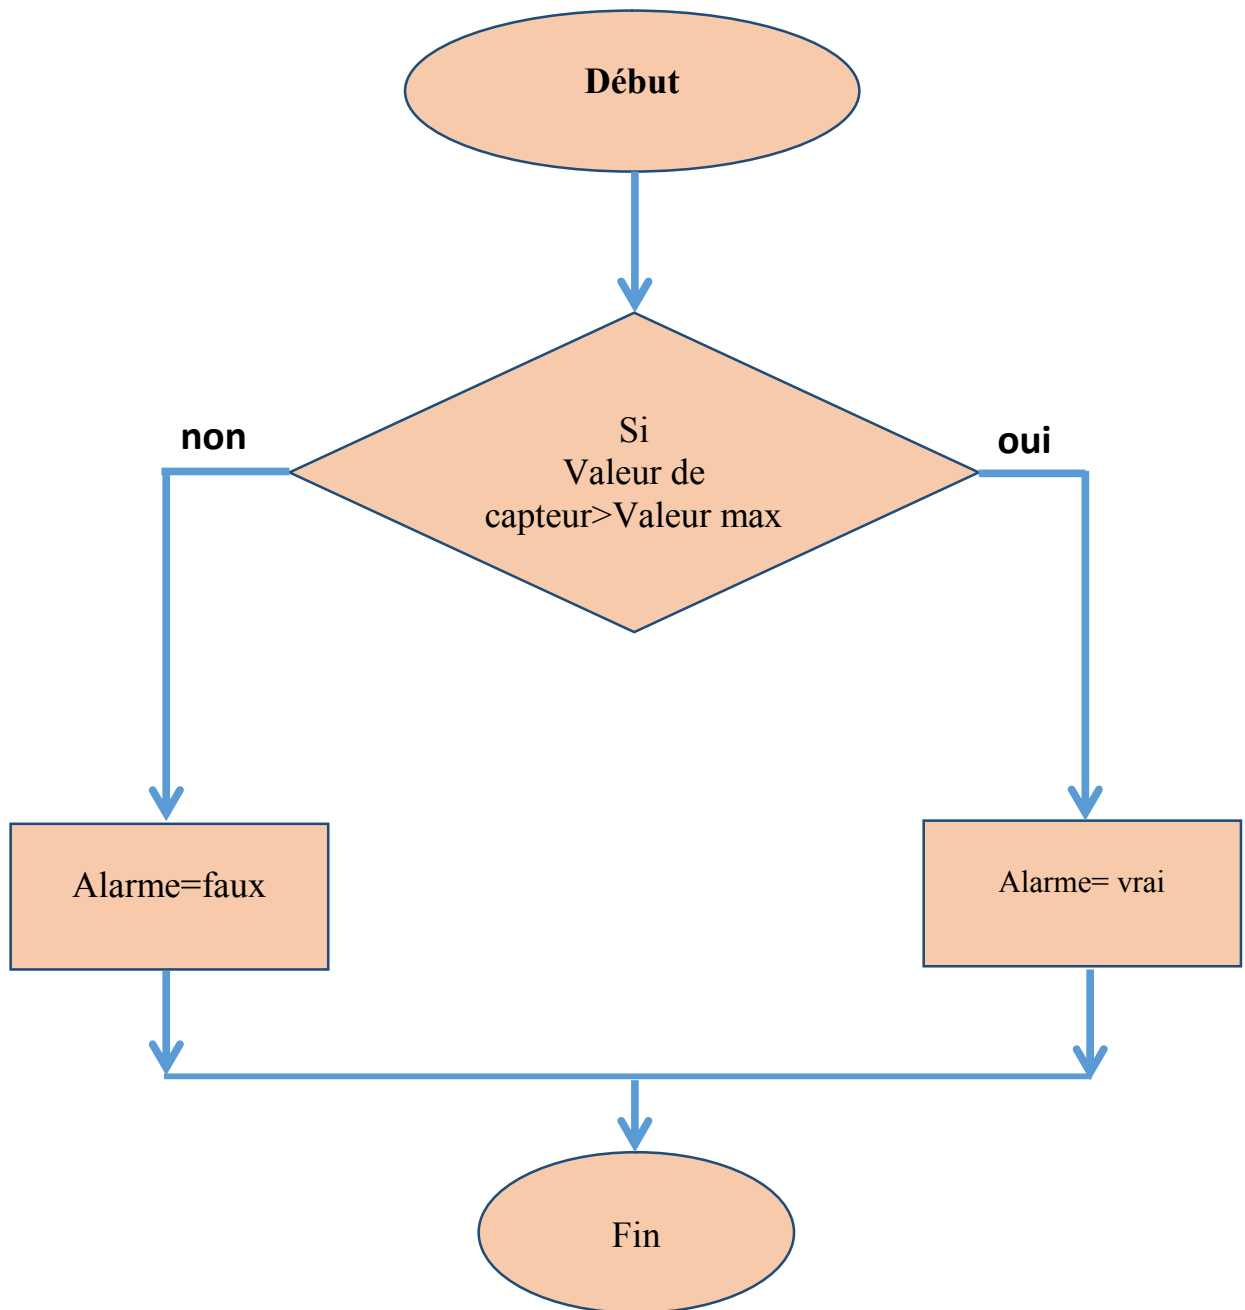 Début
Si
Valeur de
capteur>Valeur max
non
oui
Alarme=faux
Alarme= vrai
Fin